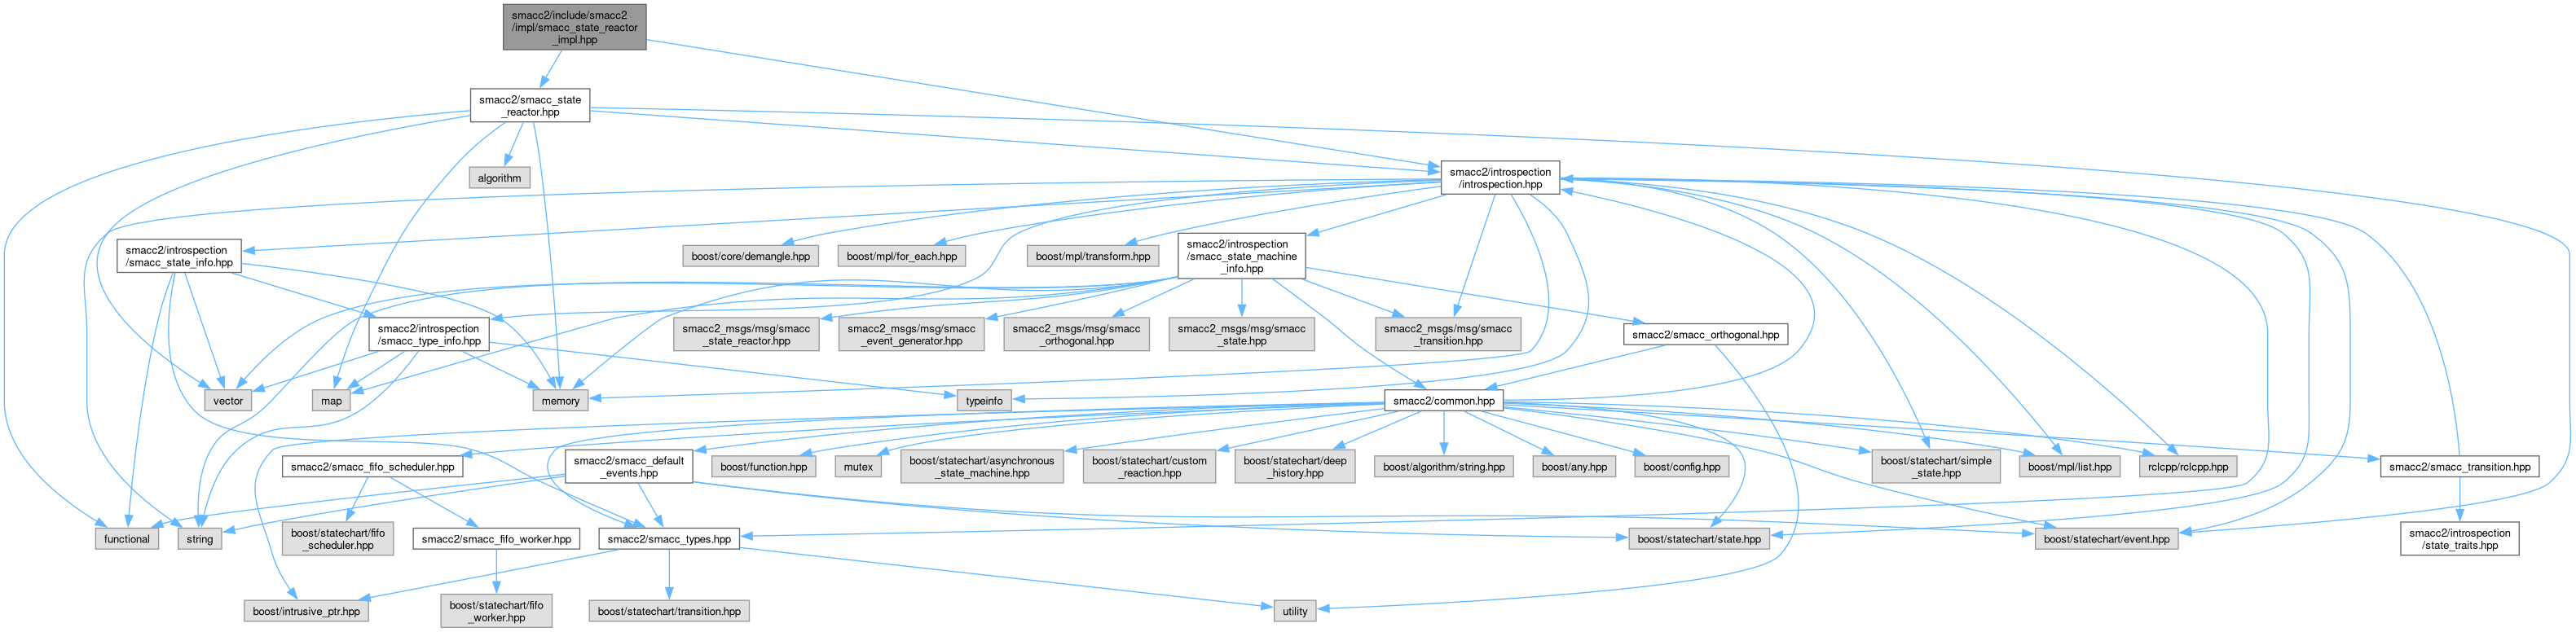 smacc2/include/smacc2
/impl/smacc_state_reactor
_impl.hpp
smacc2/smacc_state
_reactor.hpp
algorithm
smacc2/introspection
/introspection.hpp
smacc2/introspection
/smacc_state_info.hpp
boost/core/demangle.hpp
boost/mpl/for_each.hpp
boost/mpl/transform.hpp
smacc2/introspection
/smacc_state_machine
_info.hpp
smacc2/introspection
/smacc_type_info.hpp
smacc2_msgs/msg/smacc
_state_reactor.hpp
smacc2_msgs/msg/smacc
_event_generator.hpp
smacc2_msgs/msg/smacc
_orthogonal.hpp
smacc2_msgs/msg/smacc
_state.hpp
smacc2_msgs/msg/smacc
_transition.hpp
smacc2/smacc_orthogonal.hpp
vector
map
memory
typeinfo
smacc2/common.hpp
smacc2/smacc_fifo_scheduler.hpp
smacc2/smacc_default
_events.hpp
boost/function.hpp
mutex
boost/statechart/asynchronous
_state_machine.hpp
boost/statechart/custom
_reaction.hpp
boost/statechart/deep
_history.hpp
boost/algorithm/string.hpp
boost/any.hpp
boost/config.hpp
boost/statechart/simple
_state.hpp
boost/mpl/list.hpp
rclcpp/rclcpp.hpp
smacc2/smacc_transition.hpp
functional
string
boost/statechart/fifo
_scheduler.hpp
smacc2/smacc_fifo_worker.hpp
smacc2/smacc_types.hpp
boost/statechart/state.hpp
boost/statechart/event.hpp
smacc2/introspection
/state_traits.hpp
boost/intrusive_ptr.hpp
boost/statechart/fifo
_worker.hpp
boost/statechart/transition.hpp
utility